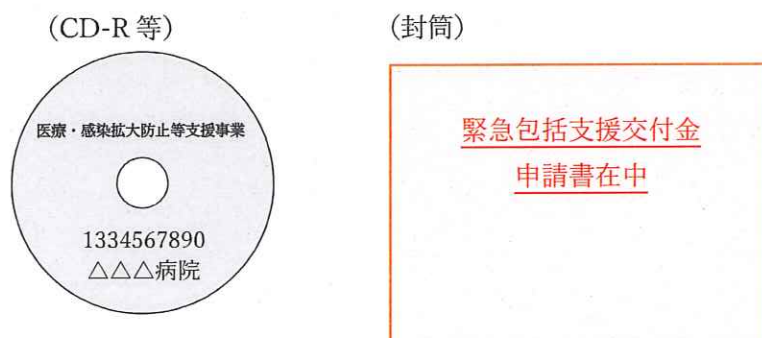 （CD-R 等）
医療・感染拡大防止等支援事業
1334567890
△△△病院
（封筒）
緊急包括支援交付金
申請書在中